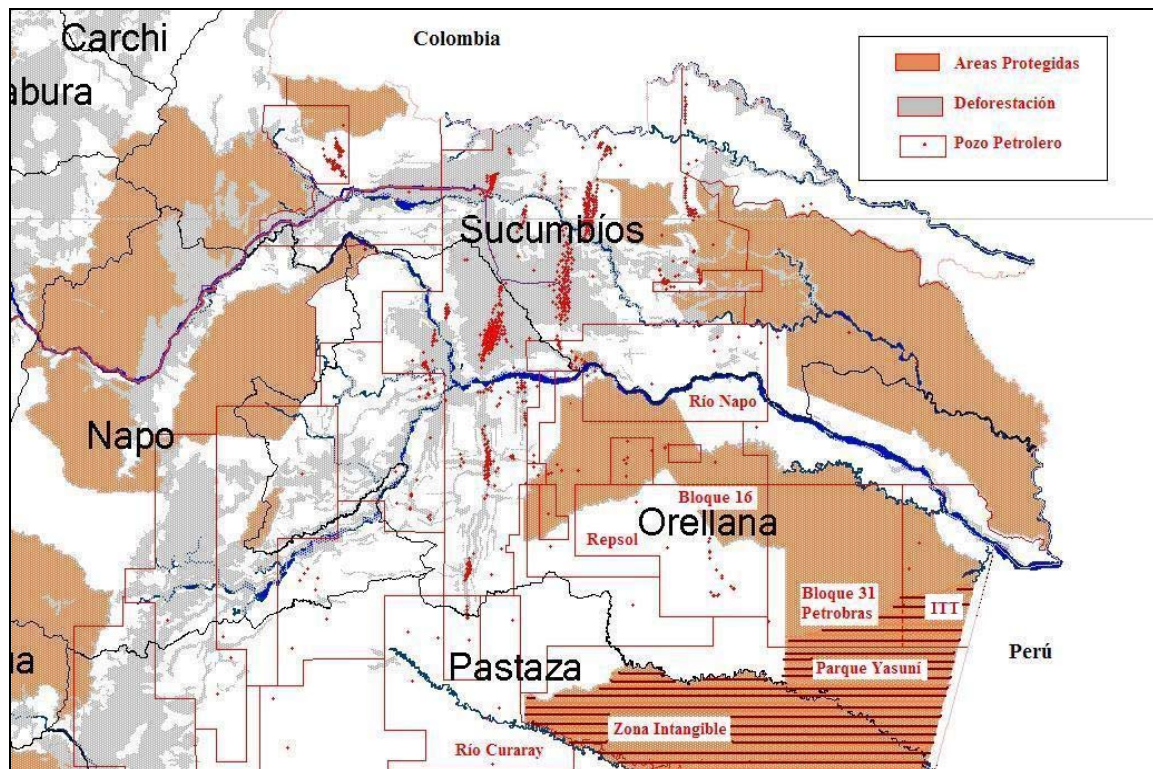 Carchi
Colombia
abura
Areas Protegidas
Deforestación
Pozo Petrolero
Sucumbíos
Napo
Río Napo
Bloque 16
Orellana
Repsol
Bloque 31
Petrobras
ITT
Perú
Pastaza
Parque Yasuní
ua
Zona Intangible
Río Curaray